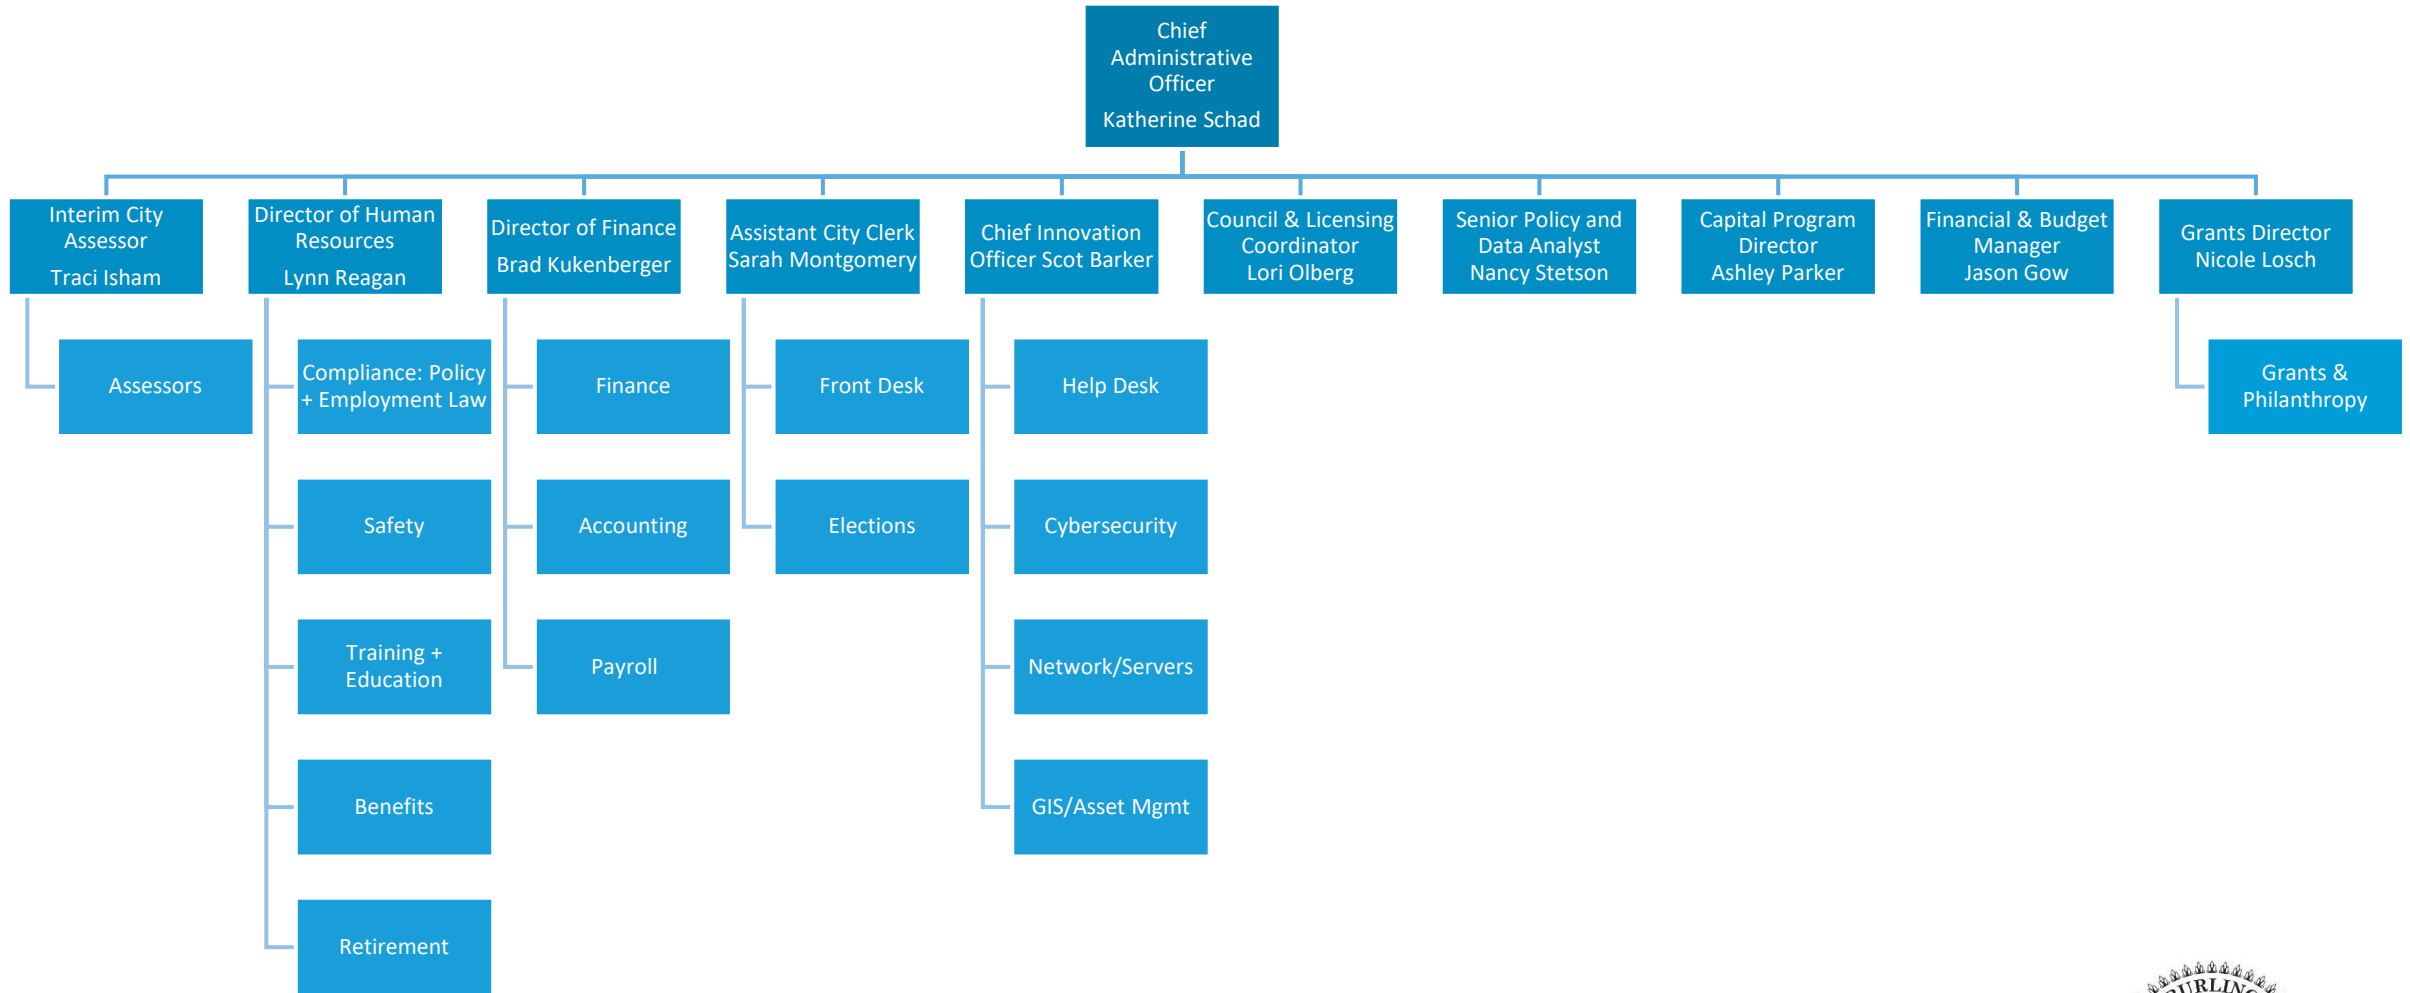 Chief
Administrative
Officer
Katherine Schad
Interim City
Assessor
Traci Isham
Director of Human
Resources
Lynn Reagan
Director of Finance
Brad Kukenberger
Assistant City Clerk
Sarah Montgomery
Chief Innovation
Officer Scot Barker
Council & Licensing
Coordinator
Lori Olberg
Senior Policy and
Data Analyst
Nancy Stetson
Capital Program
Director
Ashley Parker
Financial & Budget
Manager
Jason Gow
Grants Director
Nicole Losch
Assessors
Compliance: Policy
+ Employment Law
Safety
Training +
Education
Benefits
Retirement
Finance
Accounting
Payroll
Front Desk
Elections
Help Desk
Cybersecurity
Network/Servers
GIS/Asset Mgmt
Grants &
Philanthropy